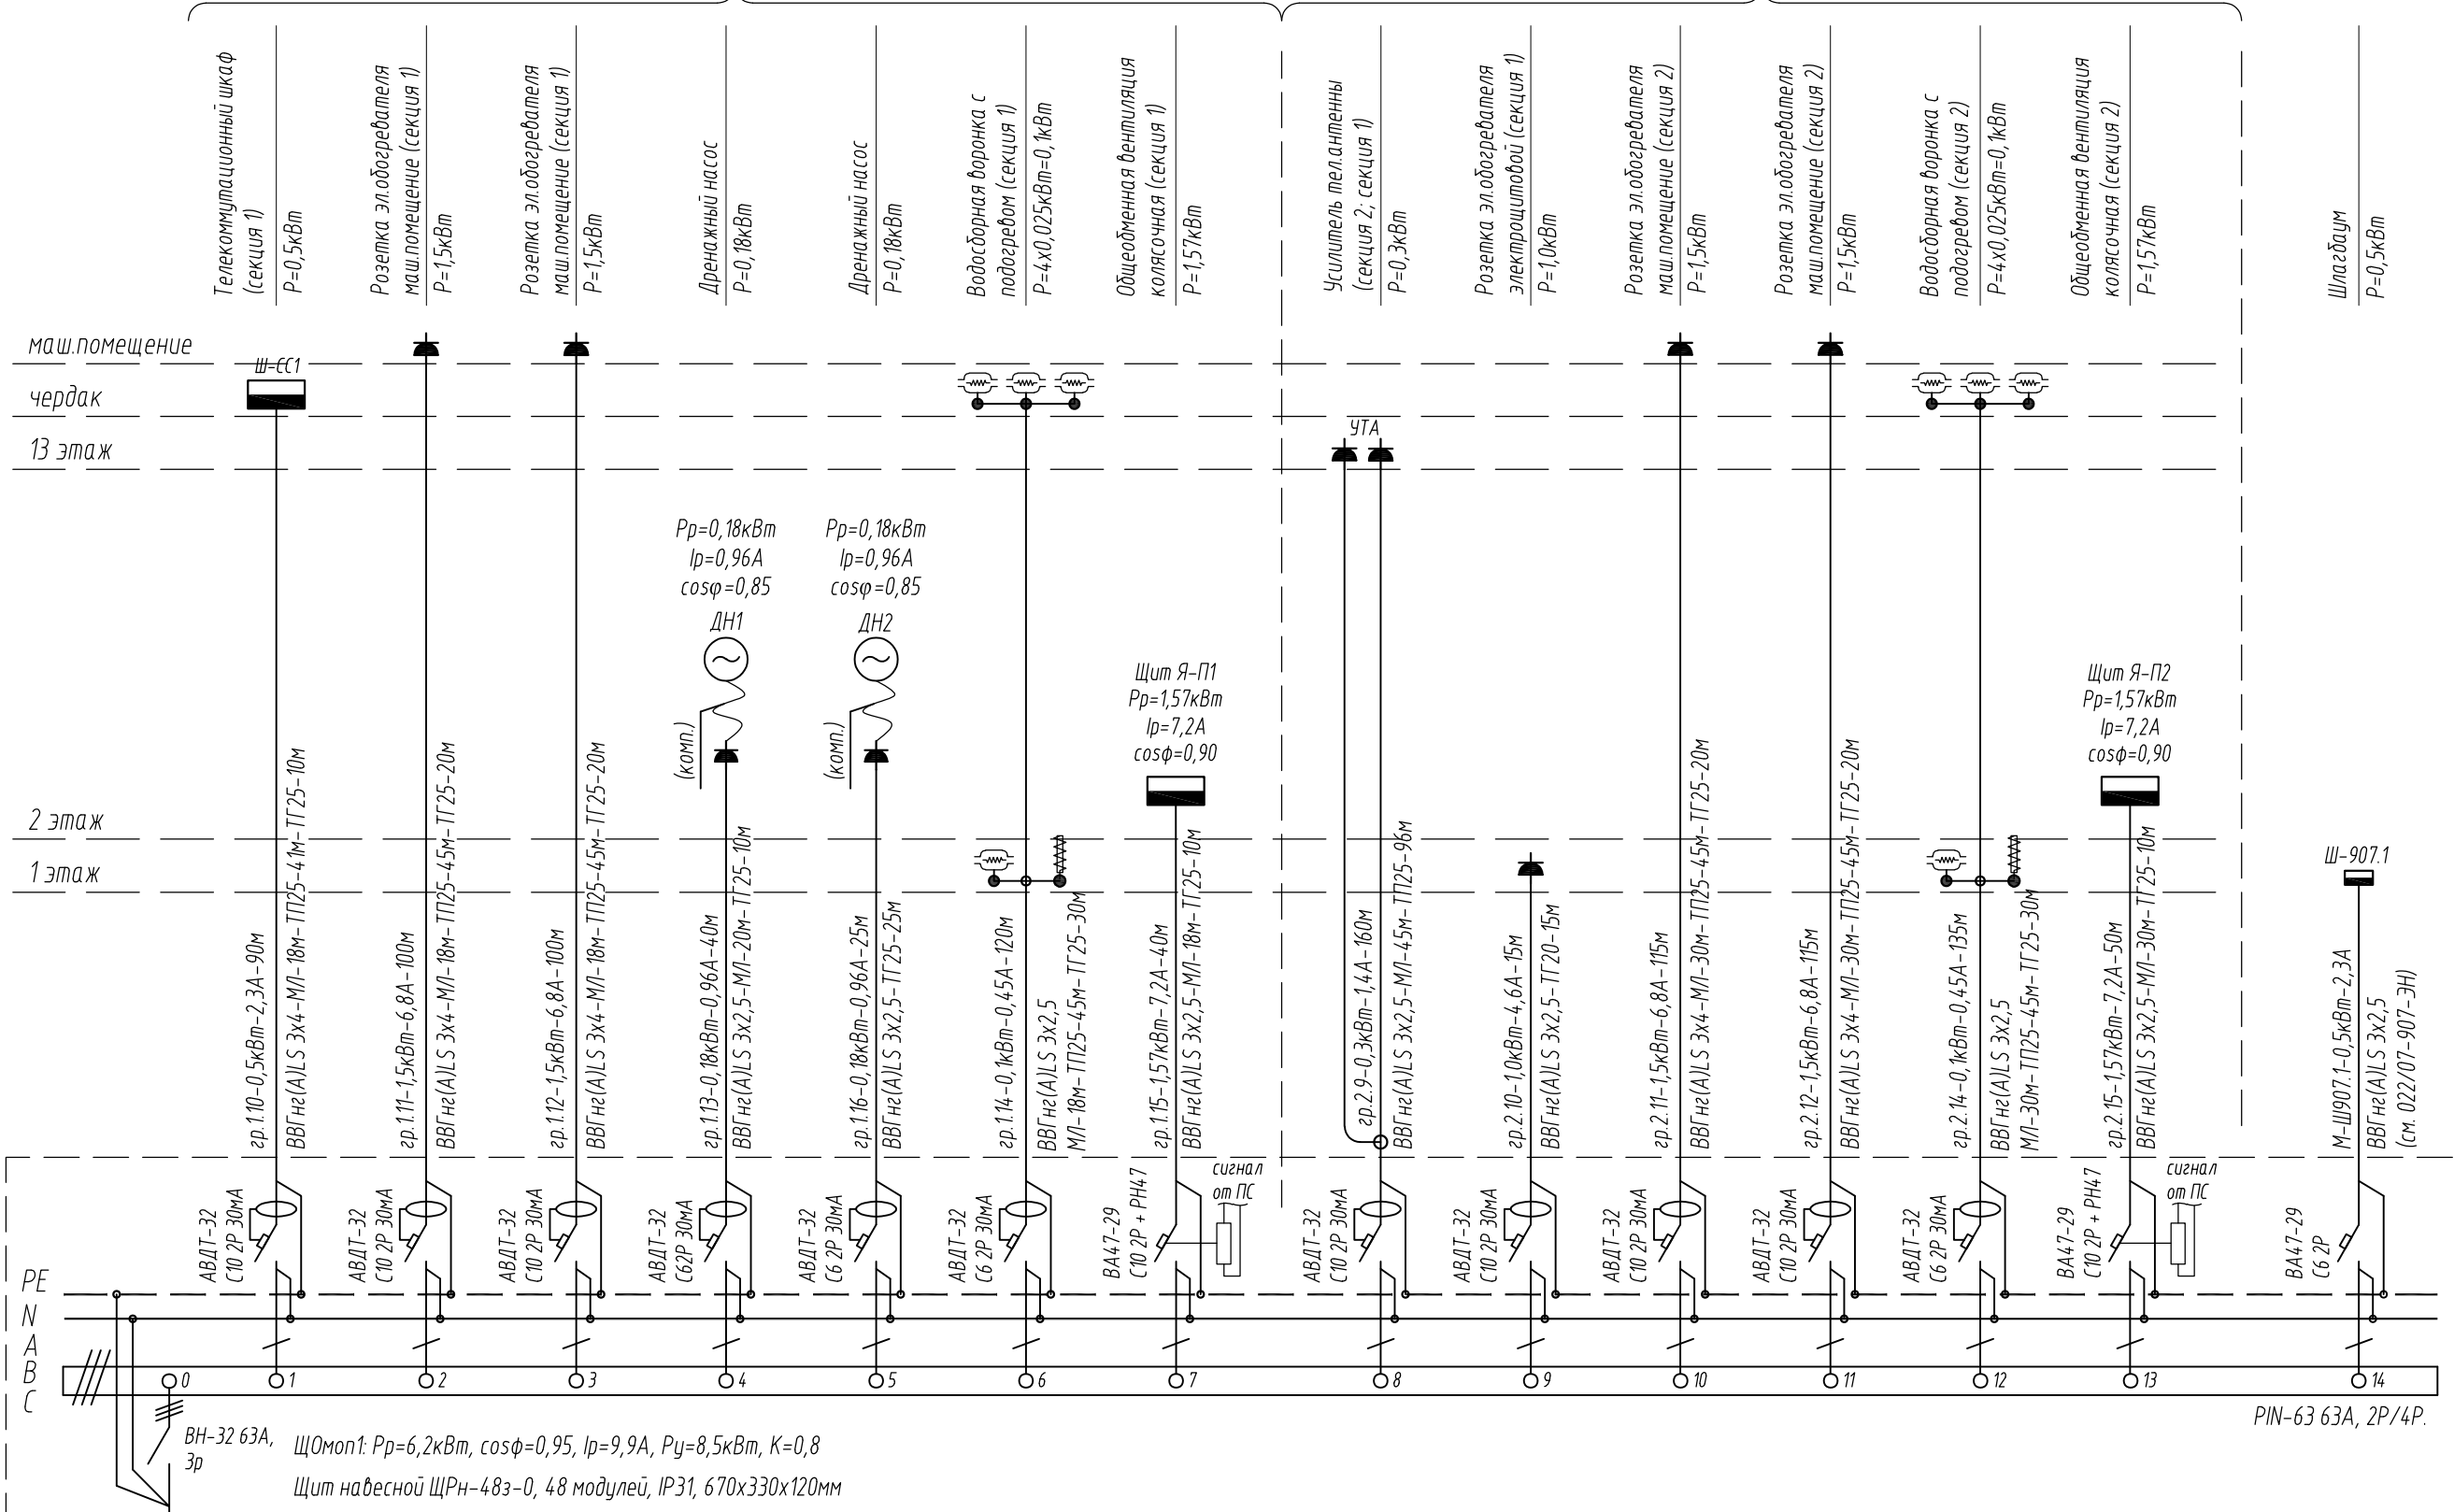 Телекоммутационный шкаф
(секция 1)
P=0,5кВт
Розетка эл.обогревателя
маш.помещение (секция 1)
P=1,5кВт
Розетка эл.обогревателя
маш.помещение (секция 1)
P=1,5кВт
Дренажный насос
P=0,18кВт
Дренажный насос
P=0,18кВт
Водосборная воронка с
подогревом (секция 1)
P=4х0,025кВт=0,1кВт
Общеобменная вентиляция
колясочная (секция 1)
P=1,57кВт
Усилитель тел.антенны
(секция 2; секция 1)
P=0,3кВт
Розетка эл.обогревателя
электрощитовой (секция 1)
P=1,0кВт
Розетка эл.обогревателя
маш.помещение (секция 2)
P=1,5кВт
Розетка эл.обогревателя
маш.помещение (секция 2)
P=1,5кВт
Водосборная воронка с
подогревом (секция 2)
P=4х0,025кВт=0,1кВт
Общеобменная вентиляция
колясочная (секция 2)
P=1,57кВт
Шлагбаум
P=0,5кВт
маш.помещение
Ш-СС1
чердак
13 этаж
УТА
Рр=0,18кВт
Iр=0,96А
cosφ=0,85
ДН1
(комп.)
Рр=0,18кВт
Iр=0,96А
cosφ=0,85
ДН2
(комп.)
Щит Я-П1
Рр=1,57кВт
Iр=7,2А
cosф=0,90
Щит Я-П2
Рр=1,57кВт
Iр=7,2А
cosф=0,90
2 этаж
1 этаж
Ш-907.1
гр.1.10-0,5кВт-2,3А-90м
ВВГнг(А)LS 3х4-МЛ-18м-ТП25-41м-ТГ25-10м
гр.1.11-1,5кВт-6,8А-100м
ВВГнг(А)LS 3х4-МЛ-18м-ТП25-45м-ТГ25-20м
гр.1.12-1,5кВт-6,8А-100м
ВВГнг(А)LS 3х4-МЛ-18м-ТП25-45м-ТГ25-20м
гр.1.13-0,18кВт-0,96А-40м
ВВГнг(А)LS 3х2,5-МЛ-20м-ТГ25-10м
гр.1.16-0,18кВт-0,96А-25м
ВВГнг(А)LS 3х2,5-ТГ25-25м
гр.1.14-0,1кВт-0,45А-120м
ВВГнг(А)LS 3х2,5
МЛ-18м-ТП25-45м-ТГ25-30м
гр.1.15-1,57кВт-7,2А-40м
ВВГнг(А)LS 3х2,5-МЛ-18м-ТГ25-10м
гр.2.9-0,3кВт-1,4А-160м
ВВГнг(А)LS 3х2,5-МЛ-45м-ТП25-96м
гр.2.10-1,0кВт-4,6А-15м
ВВГнг(А)LS 3х2,5-ТГ20-15м
гр.2.11-1,5кВт-6,8А-115м
ВВГнг(А)LS 3х4-МЛ-30м-ТП25-45м-ТГ25-20м
гр.2.12-1,5кВт-6,8А-115м
ВВГнг(А)LS 3х4-МЛ-30м-ТП25-45м-ТГ25-20м
гр.2.14-0,1кВт-0,45А-135м
ВВГнг(А)LS 3х2,5
МЛ-30м-ТП25-45м-ТГ25-30м
гр.2.15-1,57кВт-7,2А-50м
ВВГнг(А)LS 3х2,5-МЛ-30м-ТГ25-10м
М-Ш907.1-0,5кВт-2,3А
ВВГнг(А)LS 3х2,5
(см. 022/07-907-ЭН)
АВДТ-32
С10 2Р 30мА
АВДТ-32
С10 2Р 30мА
АВДТ-32
С10 2Р 30мА
АВДТ-32
С62Р 30мА
АВДТ-32
С6 2Р 30мА
АВДТ-32
С6 2Р 30мА
ВА47-29
С10 2Р + РН47
сигнал
от ПС
АВДТ-32
С10 2Р 30мА
АВДТ-32
С10 2Р 30мА
АВДТ-32
С10 2Р 30мА
АВДТ-32
С10 2Р 30мА
АВДТ-32
С6 2Р 30мА
ВА47-29
С10 2Р + РН47
сигнал
от ПС
ВА47-29
С6 2Р
PE
N
A
B
C
0 1 2 3 4 5 6 7 8 9 10 11 12 13 14
ВН-32 63А,
3р
ЩОмоп1: Рр=6,2кВт, cosф=0,95, Iр=9,9А, Ру=8,5кВт, К=0,8
Щит навесной ЩРн-48з-0, 48 модулей, IP31, 670х330х120мм
PIN-63 63А, 2Р/4Р.